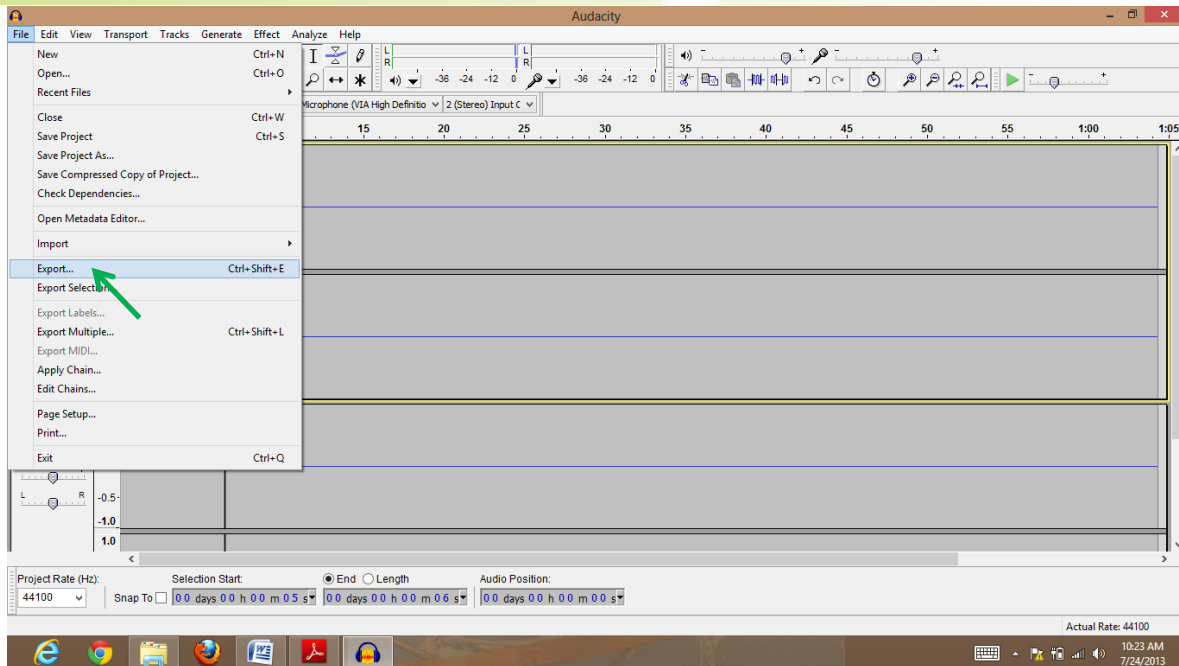 Audacity
File Edit View Transport Tracks Generate Effect Analyze Help
New Ctrl+N
Open... Ctrl+O
Recent Files
Close Ctrl+W
Save Project Ctrl+S
Save Project As...
Save Compressed Copy of Project...
Check Dependencies...
Open Metadata Editor...
Import
Export... Ctrl+Shift+E
Export Selection
Export Labels...
Export Multiple... Ctrl+Shift+L
Export MIDI...
Apply Chain...
Edit Chains...
Page Setup...
Print...
Exit Ctrl+Q
L L
R R
-36 -24 -12 0 -36 -24 -12 0
Microphone (VIA High Definitio 2 (Stereo) Input C
15 20 25 30 35 40 45 50 55 1:00 1:05
L R -0.5
-1.0
1.0
Project Rate (Hz): Selection Start: End Length Audio Position:
44100 Snap To 00 days 00 h 00 m 05 s 00 days 00 h 00 m 06 s 00 days 00 h 00 m 00 s
Actual Rate: 44100
10:23 AM
7/24/2013